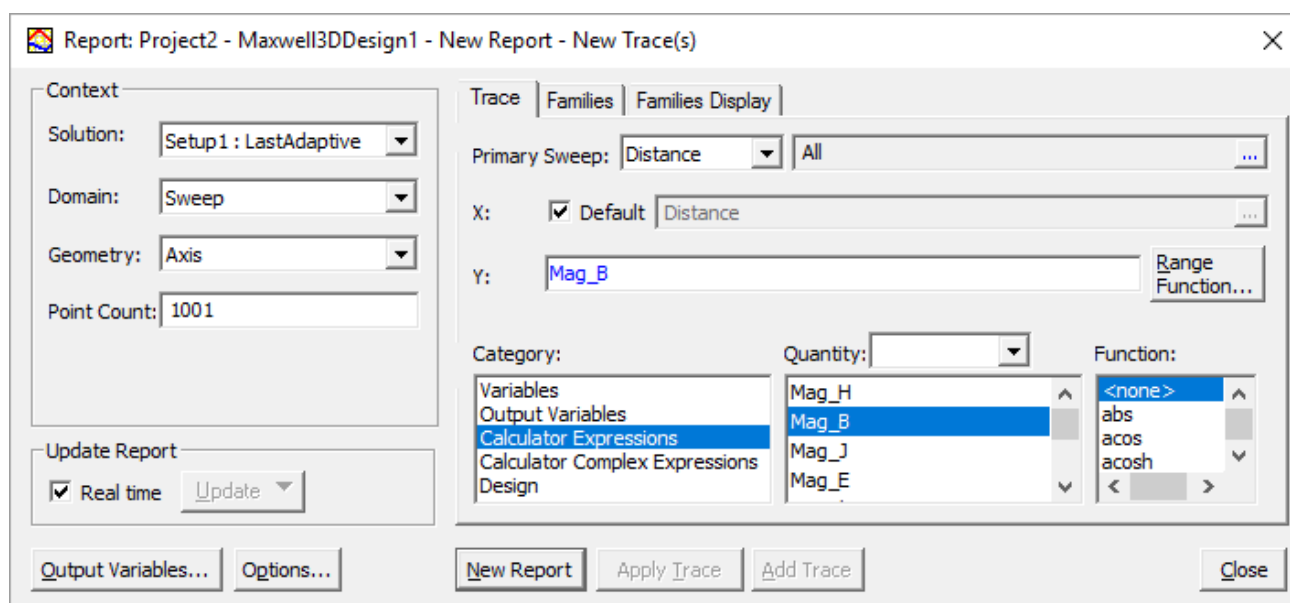 Report: Project2 - Maxwell3DDesign1 - New Report - New Trace(s)
Context
Solution: Setup1 : LastAdaptive
Domain: Sweep
Geometry: Axis
Point Count: 1001
Update Report
Real time Update
Output Variables... Options...
Trace Families Families Display
Primary Sweep: Distance All ...
X: Default Distance ...
Y: Mag_B Range Function...
Category:
Variables
Output Variables
Calculator Expressions
Calculator Complex Expressions
Design
Quantity:
Mag_H
Mag_B
Mag_J
Mag_E
Function:
<none>
abs
acos
acosh
New Report Apply Trace Add Trace Close